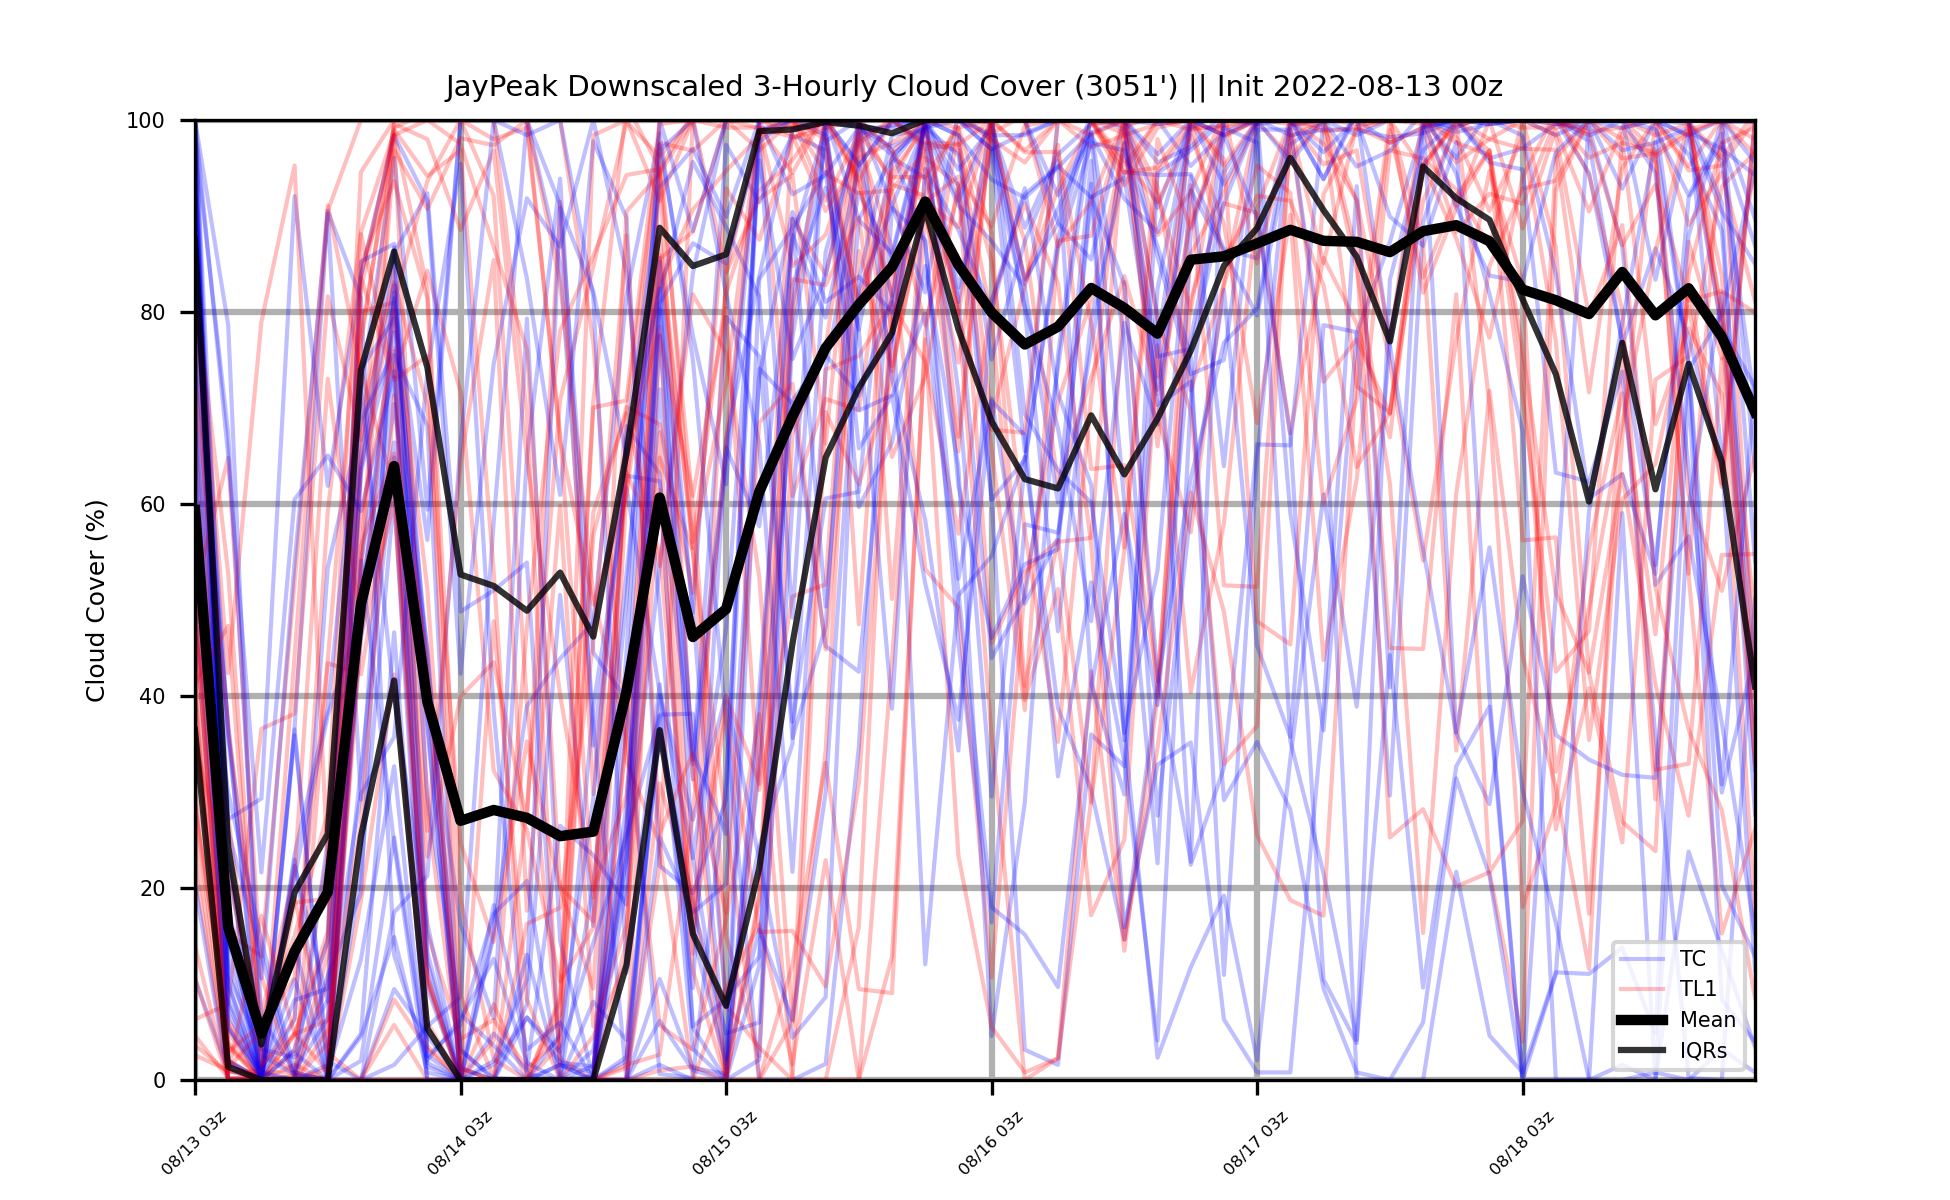 JayPeak Downscaled 3-Hourly Cloud Cover (3051') || Init 2022-08-13 00z
Cloud Cover (%)
100
80
60
40
20
0
TC
TL1
Mean
IQRs
08/13 03z
08/14 03z
08/15 03z
08/16 03z
08/17 03z
08/18 03z